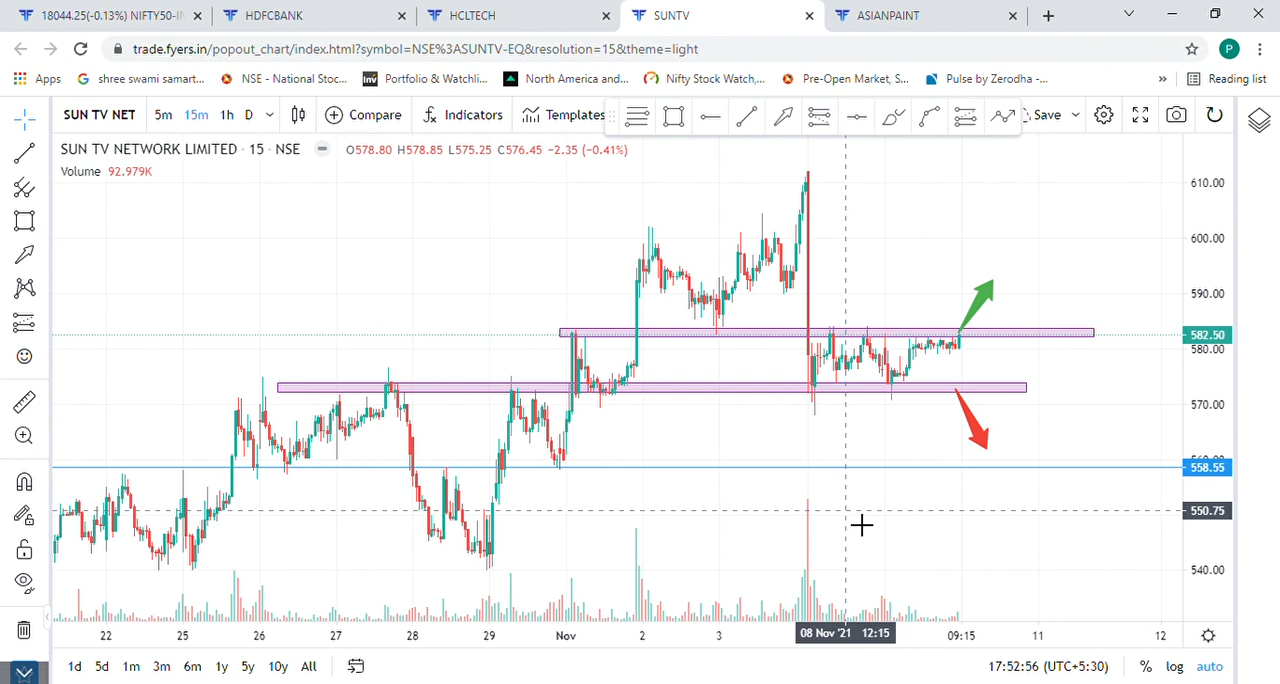 18044.25(-0.13%) NIFTY50-IN HDFCBANK HCLTECH SUNTV ASIANPAINT
trade.fyers.in/popout_chart/index.html?symbol=NSE%3ASUNTV-EQ&resolution=15&theme=light P
Apps shree swami samart... NSE - National Stoc... Inv Portfolio & Watchli... North America and... Nifty Stock Watch,... Pre-Open Market, S... Pulse by Zerodha -... » Reading list
SUN TV NET 5m 15m 1h D Compare Indicators Templates Save
SUN TV NETWORK LIMITED · 15 · NSE O578.80 H578.85 L575.25 C576.45 −2.35 (−0.41%)
Volume 92.979K
610.00
600.00
590.00
582.50
580.00
570.00
560.00
558.55
550.75
540.00
22 25 26 27 28 29 Nov 2 3 08 Nov '21 12:15 09:15 11 12
1d 5d 1m 3m 6m 1y 5y 10y All 17:52:56 (UTC+5:30) % log auto